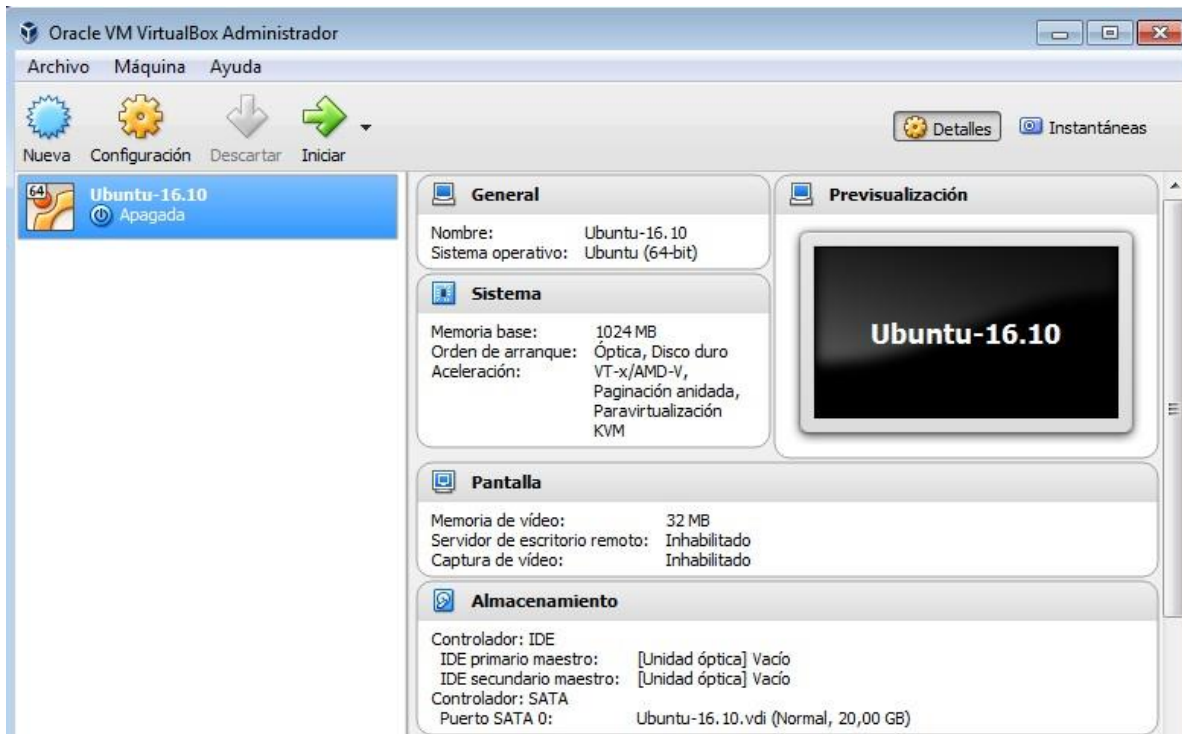 Oracle VM VirtualBox Administrador
Archivo Máquina Ayuda
Nueva Configuración Descartar Iniciar
Detalles Instantáneas
64
Ubuntu-16.10
Apagada
General
Nombre: Ubuntu-16.10
Sistema operativo: Ubuntu (64-bit)
Sistema
Memoria base: 1024 MB
Orden de arranque: Óptica, Disco duro
Aceleración: VT-x/AMD-V,
Paginación anidada,
Paravirtualización
KVM
Previsualización
Ubuntu-16.10
Pantalla
Memoria de vídeo: 32 MB
Servidor de escritorio remoto: Inhabilitado
Captura de vídeo: Inhabilitado
Almacenamiento
Controlador: IDE
IDE primario maestro: [Unidad óptica] Vacío
IDE secundario maestro: [Unidad óptica] Vacío
Controlador: SATA
Puerto SATA 0: Ubuntu-16.10.vdi (Normal, 20,00 GB)